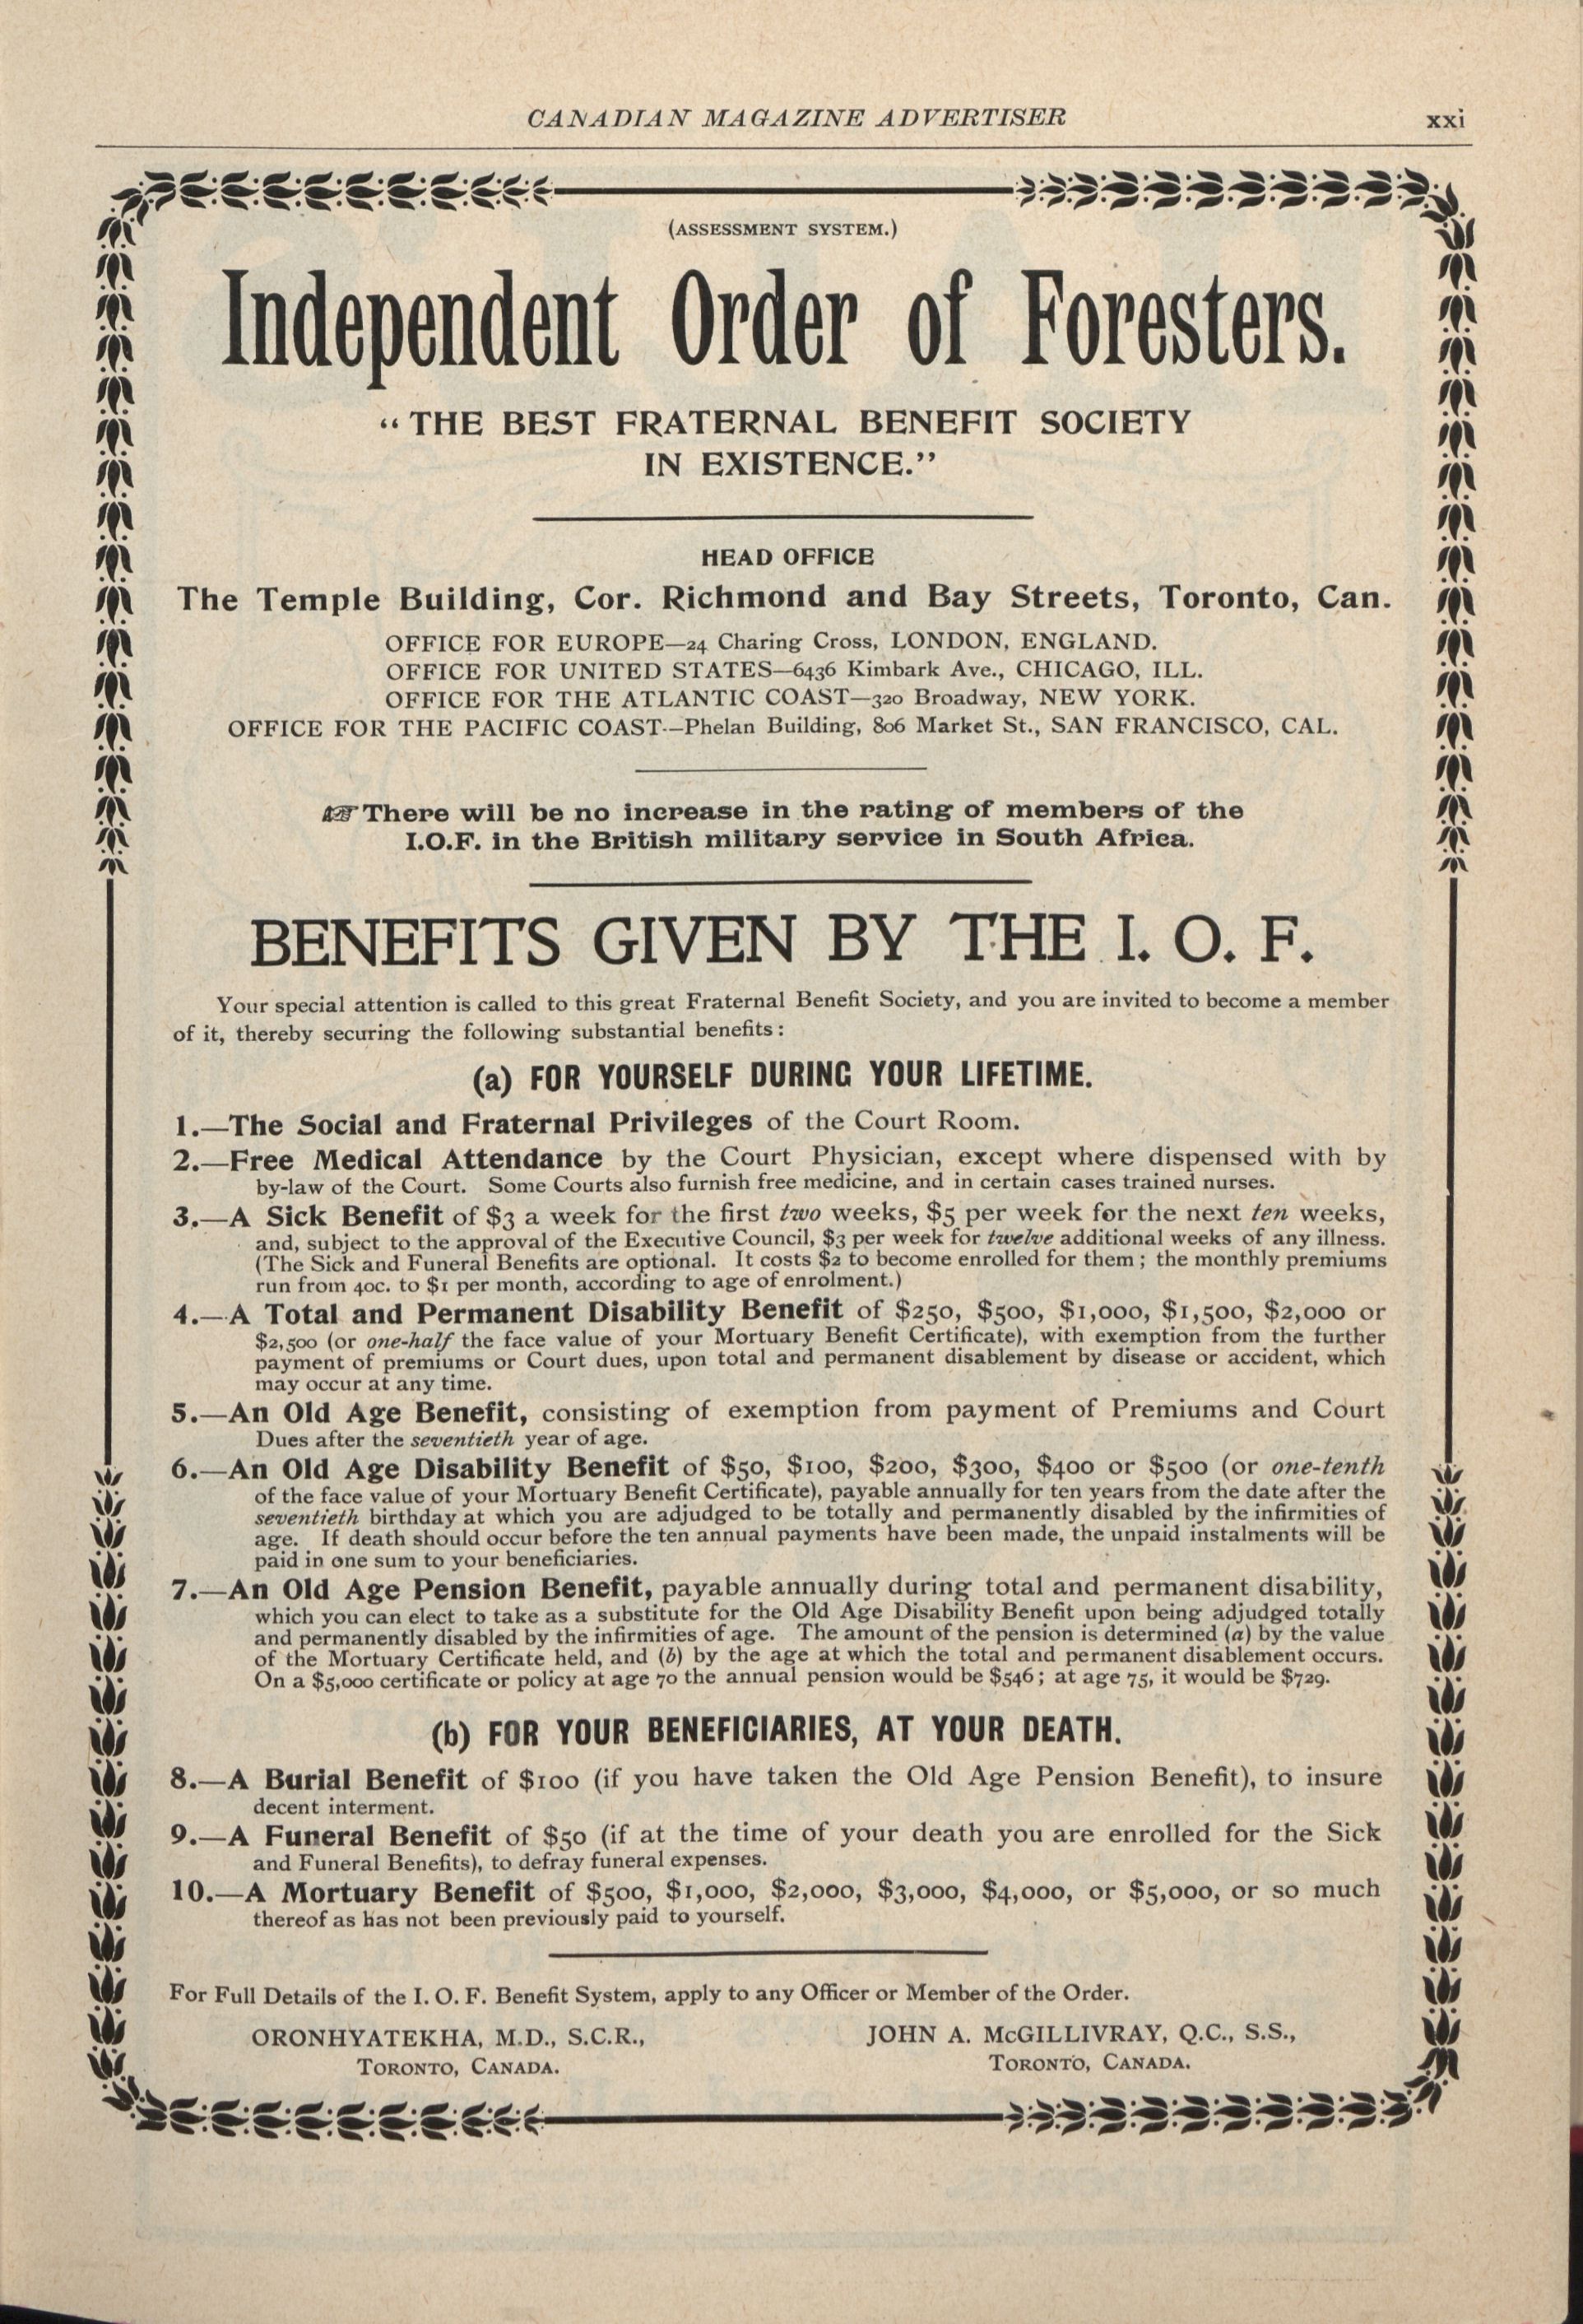 CANADIAN MAGAZINE ADVERTISER xxi
(ASSESSMENT SYSTEM.)
Independent Order of Foresters.
“THE BEST FRATERNAL BENEFIT SOCIETY
IN EXISTENCE.”
HEAD OFFICE
The Temple Building, Cor. Richmond and Bay Streets, Toronto, Can.
OFFICE FOR EUROPE—24 Charing Cross, LONDON, ENGLAND.
OFFICE FOR UNITED STATES—6436 Kimbark Ave., CHICAGO, ILL.
OFFICE FOR THE ATLANTIC COAST—320 Broadway, NEW YORK.
OFFICE FOR THE PACIFIC COAST—Phelan Building, 806 Market St., SAN FRANCISCO, CAL.
☞ There will be no increase in the rating of members of the
I.O.F. in the British military service in South Africa.
BENEFITS GIVEN BY THE I. O. F.
Your special attention is called to this great Fraternal Benefit Society, and you are invited to become a member
of it, thereby securing the following substantial benefits:
(a) FOR YOURSELF DURING YOUR LIFETIME.
1.—The Social and Fraternal Privileges of the Court Room.
2.—Free Medical Attendance by the Court Physician, except where dispensed with by
by-law of the Court. Some Courts also furnish free medicine, and in certain cases trained nurses.
3.—A Sick Benefit of $3 a week for the first two weeks, $5 per week for the next ten weeks,
and, subject to the approval of the Executive Council, $3 per week for twelve additional weeks of any illness.
(The Sick and Funeral Benefits are optional. It costs $2 to become enrolled for them; the monthly premiums
run from 40c. to $1 per month, according to age of enrolment.)
4.—A Total and Permanent Disability Benefit of $250, $500, $1,000, $1,500, $2,000 or
$2,500 (or one-half the face value of your Mortuary Benefit Certificate), with exemption from the further
payment of premiums or Court dues, upon total and permanent disablement by disease or accident, which
may occur at any time.
5.—An Old Age Benefit, consisting of exemption from payment of Premiums and Court
Dues after the seventieth year of age.
6.—An Old Age Disability Benefit of $50, $100, $200, $300, $400 or $500 (or one-tenth
of the face value of your Mortuary Benefit Certificate), payable annually for ten years from the date after the
seventieth birthday at which you are adjudged to be totally and permanently disabled by the infirmities of
age. If death should occur before the ten annual payments have been made, the unpaid instalments will be
paid in one sum to your beneficiaries.
7.—An Old Age Pension Benefit, payable annually during total and permanent disability,
which you can elect to take as a substitute for the Old Age Disability Benefit upon being adjudged totally
and permanently disabled by the infirmities of age. The amount of the pension is determined (a) by the value
of the Mortuary Certificate held, and (b) by the age at which the total and permanent disablement occurs.
On a $5,000 certificate or policy at age 70 the annual pension would be $546; at age 75, it would be $729.
(b) FOR YOUR BENEFICIARIES, AT YOUR DEATH.
8.—A Burial Benefit of $100 (if you have taken the Old Age Pension Benefit), to insure
decent interment.
9.—A Funeral Benefit of $50 (if at the time of your death you are enrolled for the Sick
and Funeral Benefits), to defray funeral expenses.
10.—A Mortuary Benefit of $500, $1,000, $2,000, $3,000, $4,000, or $5,000, or so much
thereof as has not been previously paid to yourself.
For Full Details of the I. O. F. Benefit System, apply to any Officer or Member of the Order.
ORONHYATEKHA, M.D., S.C.R.,
TORONTO, CANADA.
JOHN A. McGILLIVRAY, Q.C., S.S.,
TORONTO, CANADA.